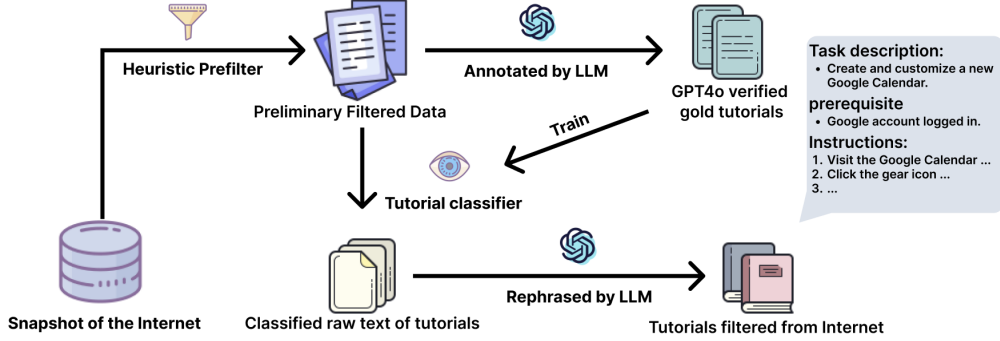 Heuristic Prefilter
Preliminary Filtered Data
Annotated by LLM
GPT4o verified
gold tutorials
Task description:
• Create and customize a new
Google Calendar.
prerequisite
• Google account logged in.
Instructions:
1. Visit the Google Calendar ...
2. Click the gear icon ...
3. ...
Train
Tutorial classifier
Snapshot of the Internet
Classified raw text of tutorials
Rephrased by LLM
Tutorials filtered from Internet